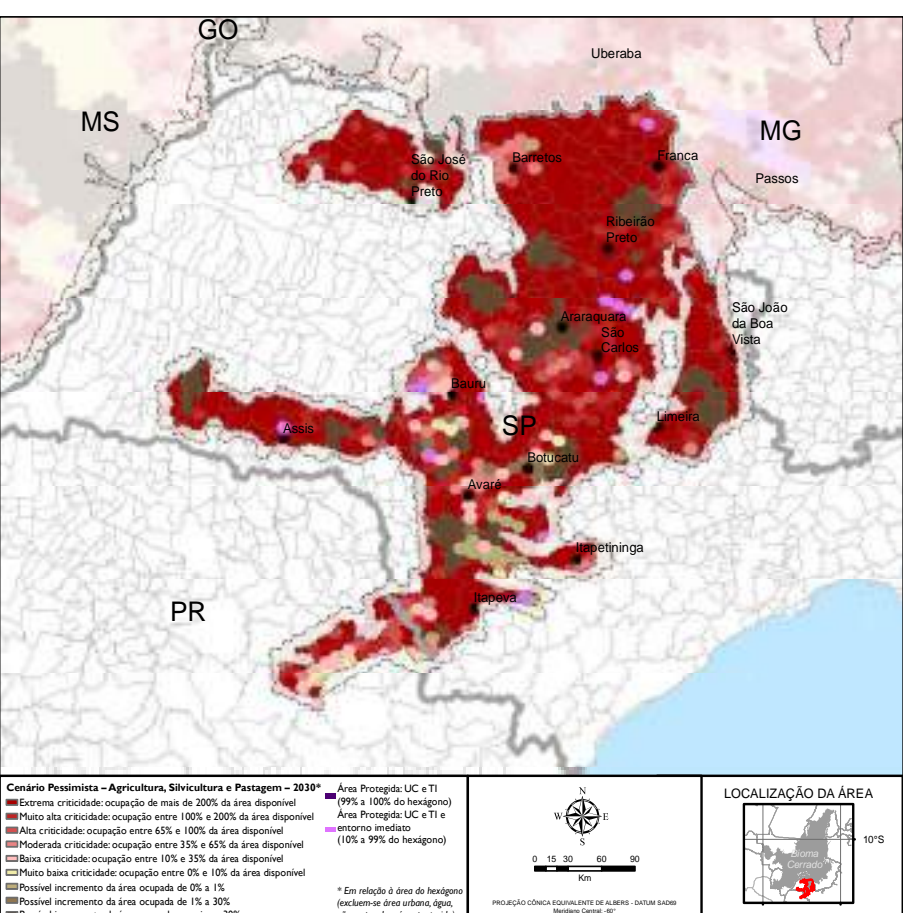 GO
Uberaba
MS
MG
São José
do Rio
Preto
Barretos
Franca
Passos
Ribeirão
Preto
São João
da Boa
Vista
Araraquara
São
Carlos
Bauru
SP
Limeira
Assis
Botucatu
Avaré
Itapetininga
Itapeva
PR
Cenário Pessimista – Agricultura, Silvicultura e Pastagem – 2030*
Extrema criticidade: ocupação de mais de 200% da área disponível
Muito alta criticidade: ocupação entre 100% e 200% da área disponível
Alta criticidade: ocupação entre 65% e 100% da área disponível
Moderada criticidade: ocupação entre 35% e 65% da área disponível
Baixa criticidade: ocupação entre 10% e 35% da área disponível
Muito baixa criticidade: ocupação entre 0% e 10% da área disponível
Possível incremento da área ocupada de 0% a 1%
Possível incremento da área ocupada de 1% a 30%
Área Protegida: UC e TI
(99% a 100% do hexágono)
Área Protegida: UC e TI e
entorno imediato
(10% a 99% do hexágono)
* Em relação à área do hexágono
(excluem-se área urbana, água,
N
W E
S
0 15 30 60 90
Km
PROJEÇÃO CÔNICA EQUIVALENTE DE ALBERS - DATUM SAD69
Meridiano Central: -60°
LOCALIZAÇÃO DA ÁREA
10°S
Bioma
Cerrado